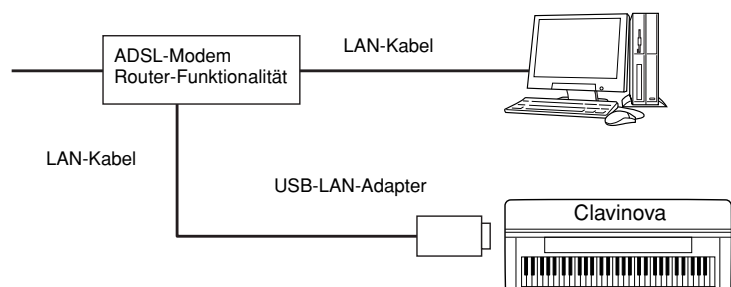 ADSL-Modem
Router-Funktionalität
LAN-Kabel
LAN-Kabel
USB-LAN-Adapter
Clavinova